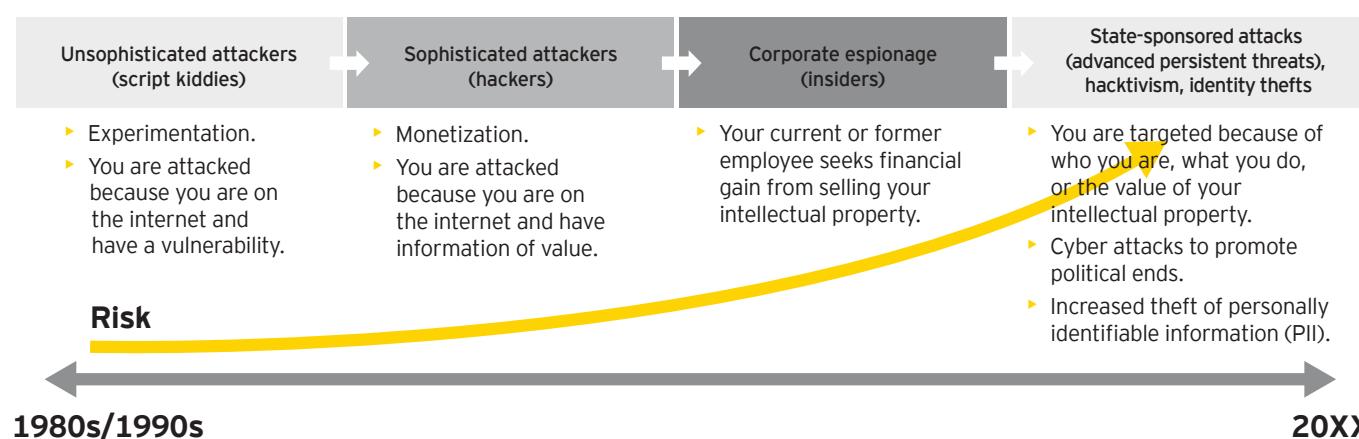 Unsophisticated attackers
(script kiddies)
Sophisticated attackers
(hackers)
Corporate espionage
(insiders)
State-sponsored attacks
(advanced persistent threats),
hacktivism, identity thefts
▸ Experimentation.
▸ You are attacked
because you are on
the internet and
have a vulnerability.
▸ Monetization.
▸ You are attacked
because you are on
the internet and have
information of value.
▸ Your current or former
employee seeks financial
gain from selling your
intellectual property.
▸ You are targeted because of
who you are, what you do,
or the value of your
intellectual property.
▸ Cyber attacks to promote
political ends.
▸ Increased theft of personally
identifiable information (PII).
Risk
1980s/1990s
20XX